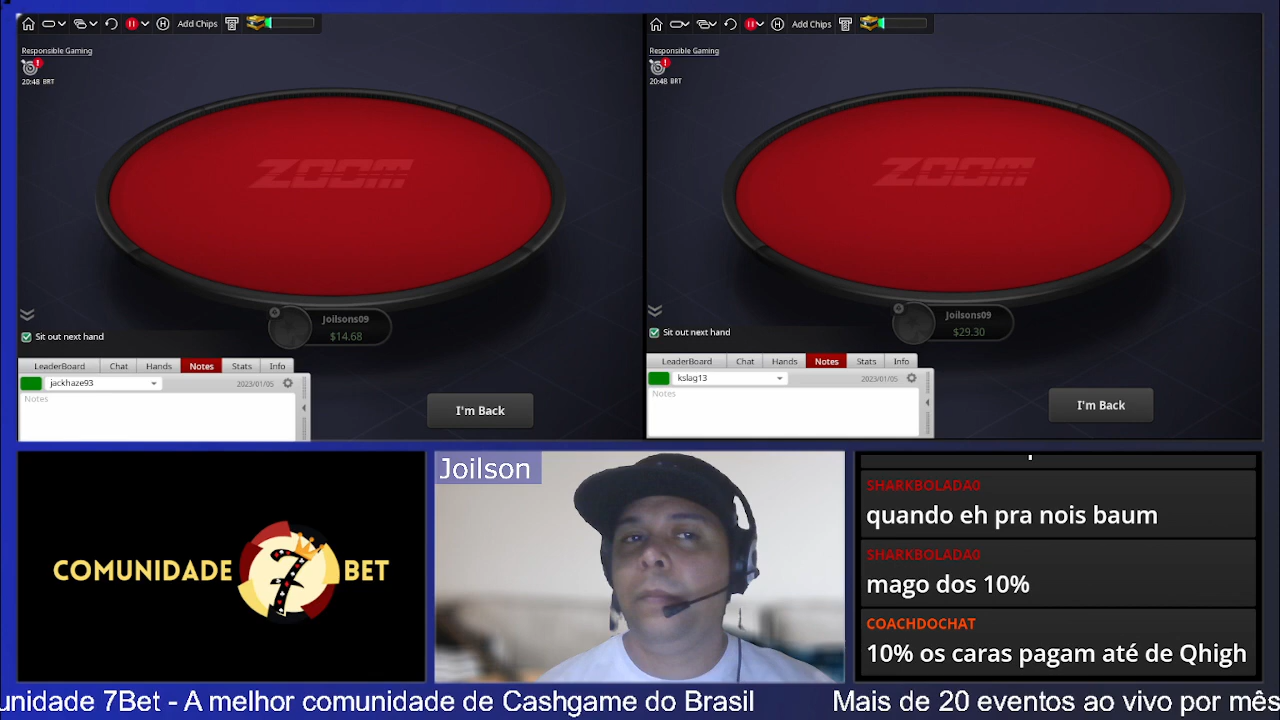 Add Chips
Responsible Gaming
20:48 BRT
ZOOM
Joilsons09
$14.68
Sit out next hand
LeaderBoard Chat Hands Notes Stats Info
jackhaze93 2023/01/05
Notes
I'm Back
Add Chips
Responsible Gaming
20:48 BRT
ZOOM
Joilsons09
$29.30
Sit out next hand
LeaderBoard Chat Hands Notes Stats Info
kslag13 2023/01/05
Notes
I'm Back
COMUNIDADE 7 BET
Joilson
SHARKBOLADA0
quando eh pra nois baum
SHARKBOLADA0
mago dos 10%
COACHDOCHAT
10% os caras pagam até de Qhigh
unidade 7Bet - A melhor comunidade de Cashgame do Brasil Mais de 20 eventos ao vivo por mês